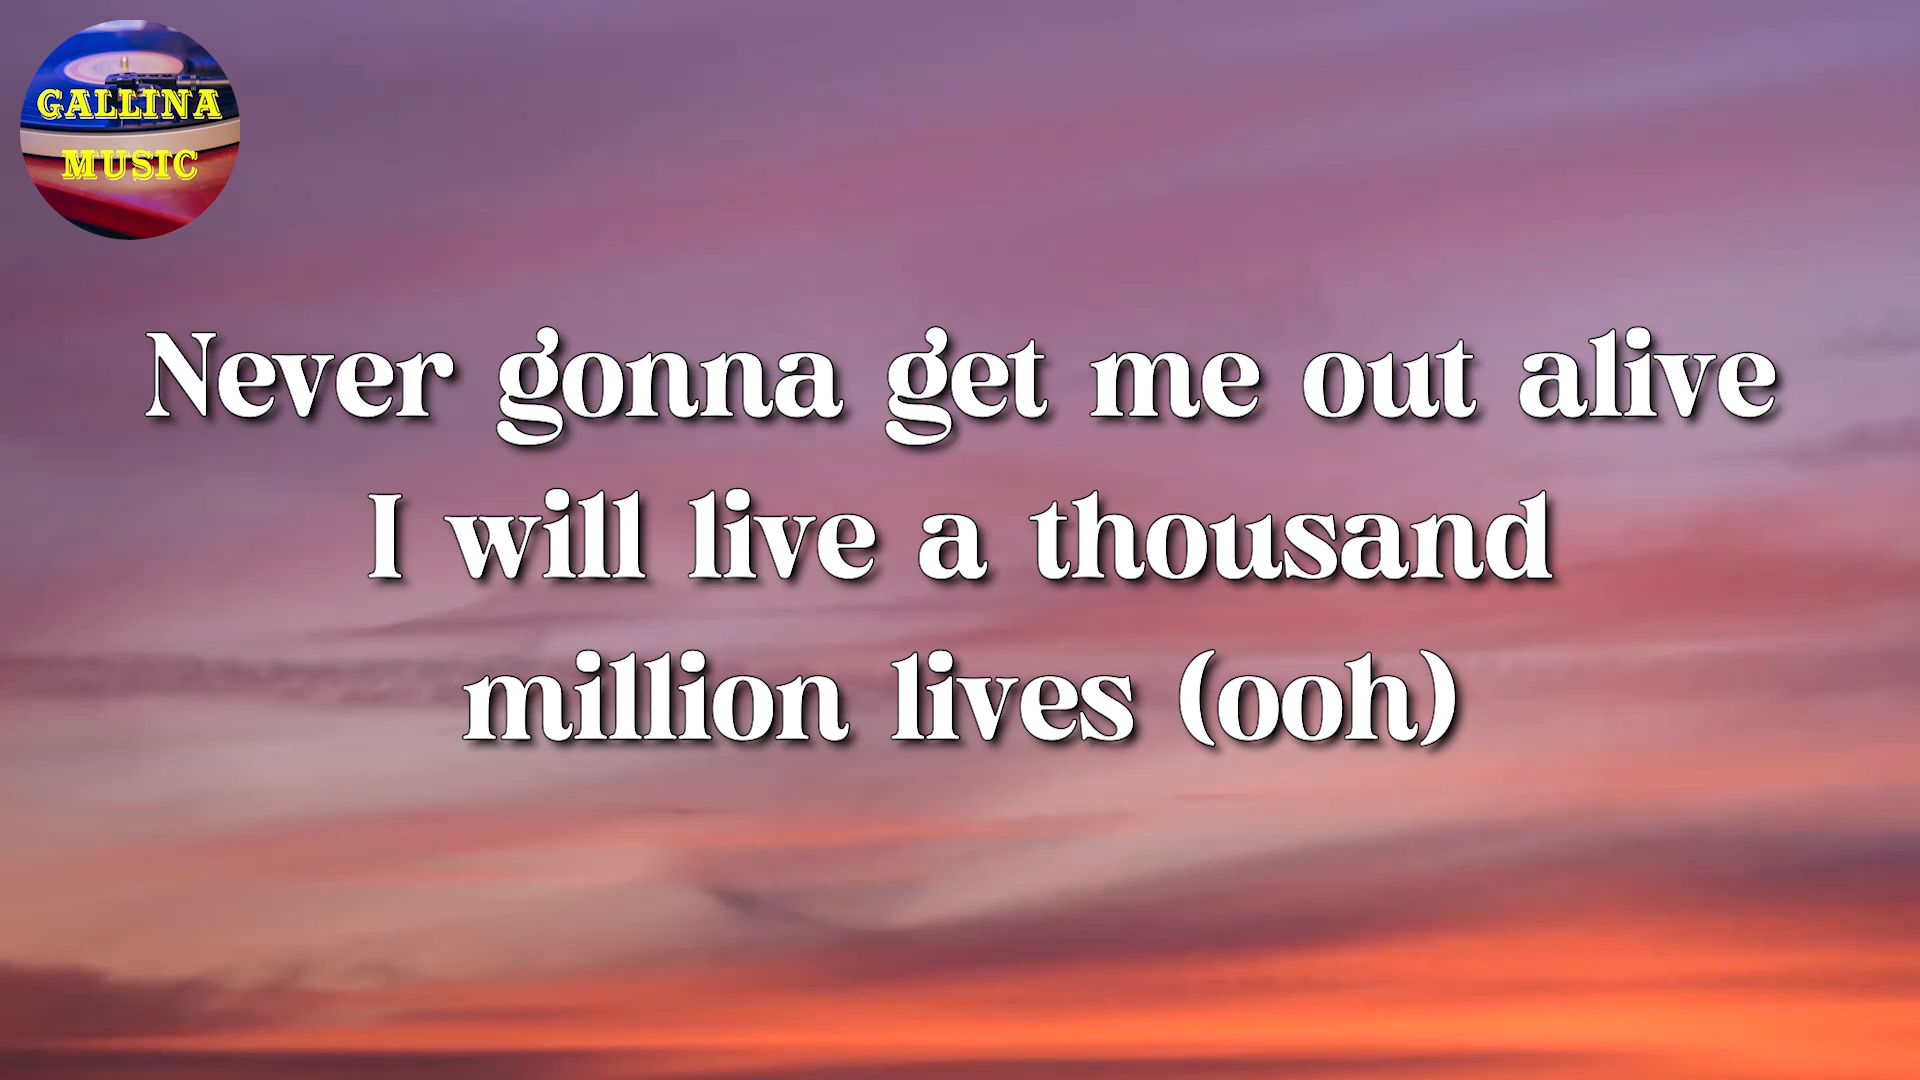 GALLINA
MUSIC
Never gonna get me out alive
I will live a thousand
million lives (ooh)